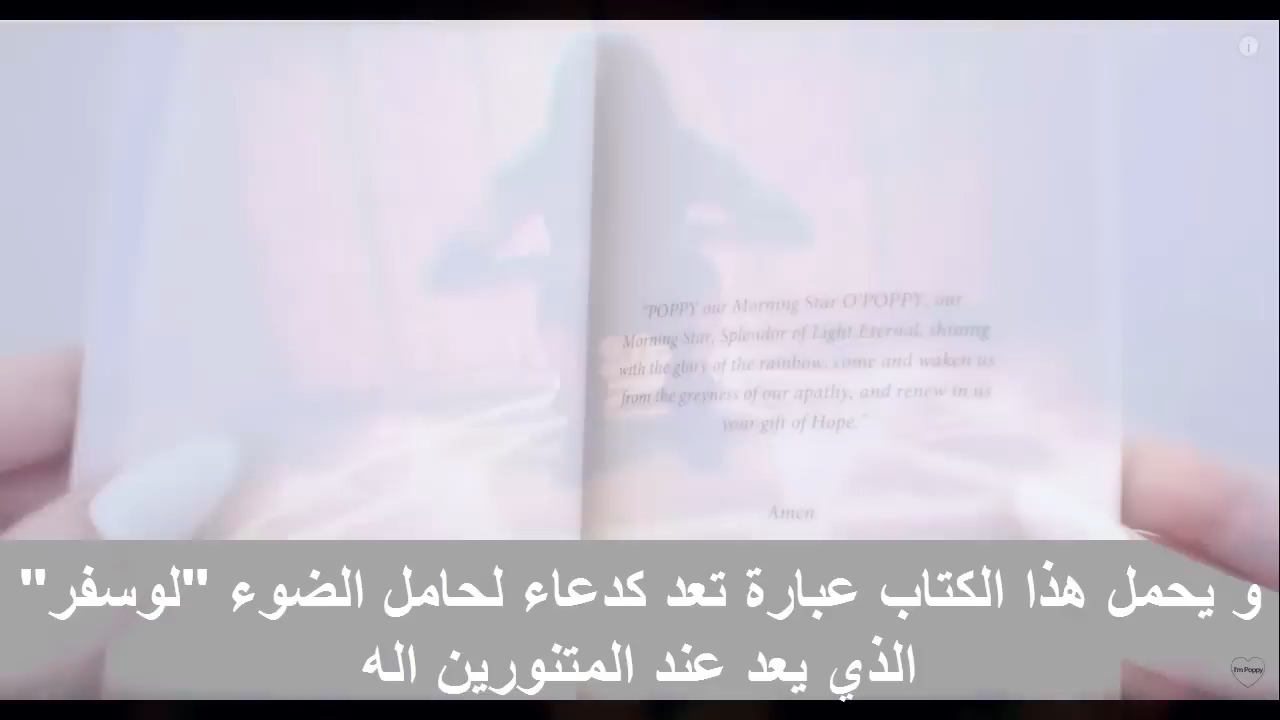 "POPPY our Morning Star O'POPPY, our
Morning Star, Splendor of Light Eternal, shining
with the glory of the rainbow, come and waken us
from the greyness of our apathy, and renew in us
your gift of Hope."
Amen
و يحمل هذا الكتاب عبارة تعد كدعاء لحامل الضوء "لوسفر"
الذي يعد عند المتنورين اله
I'm Poppy